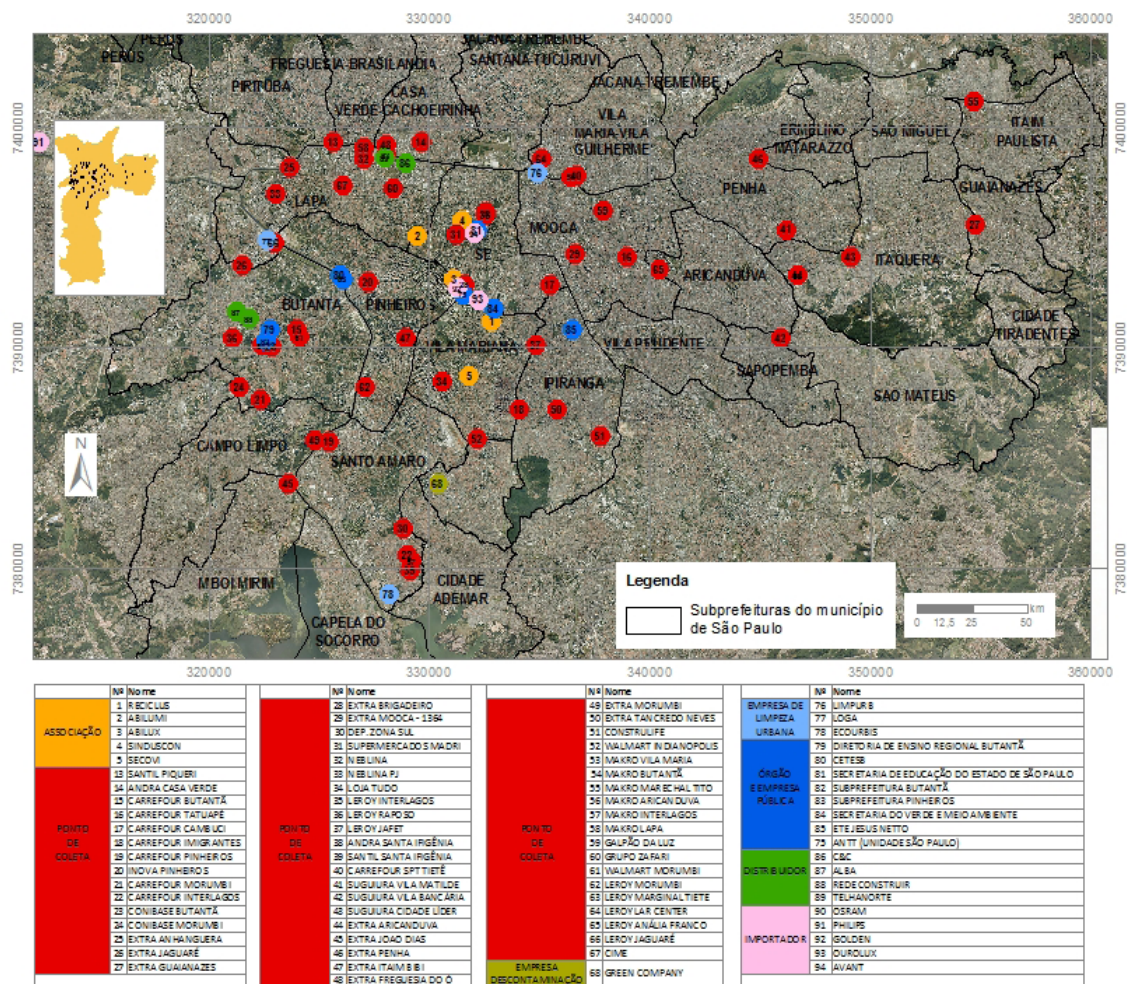 320000 330000 340000 350000 360000
PERUS
PERUS
JAÇANA-TREMEMBE
FREGUESIA-BRASILANDIA
SANTANA-TUCURUVI
JACANA-TREMEMBE
PIRITUBA
CASA
VERDE-CACHOEIRINHA
VILA
MARIA-VILA
GUILHERME
ERMELINO
MATARAZZO
SAO MIGUEL
ITAIM
PAULISTA
PENHA
GUAIANAZES
LAPA
MOOCA
SE
ARICANDUVA
ITAQUERA
BUTANTA
PINHEIROS
CIDADE
TIRADENTES
VILA MARIANA
VILA PRUDENTE
SAPOPEMBA
IPIRANGA
SAO MATEUS
CAMPO LIMPO
SANTO AMARO
M'BOI MIRIM
CIDADE
ADEMAR
CAPELA DO
SOCORRO
7400000
7390000
7380000
7400000
7390000
7380000
N
Legenda
Subprefeituras do município
de São Paulo
km
0 12,5 25 50
320000 330000 340000 350000 360000
Nº Nome
ASSOCIAÇÃO
1 RECICLUS
2 ABILUMI
3 ABILUX
4 SINDUSCON
5 SECOVI
PONTO
DE
COLETA
13 SANTIL PIQUERI
14 ANDRA CASA VERDE
15 CARREFOUR BUTANTÃ
16 CARREFOUR TATUAPÉ
17 CARREFOUR CAMBUCI
18 CARREFOUR IMIGRANTES
19 CARREFOUR PINHEIROS
20 INOVA PINHEIROS
21 CARREFOUR MORUMBI
22 CARREFOUR INTERLAGOS
23 CONIBASE BUTANTÃ
24 CONIBASE MORUMBI
25 EXTRA ANHANGUERA
26 EXTRA JAGUARÉ
27 EXTRA GUAIANAZES
Nº Nome
PONTO
DE
COLETA
28 EXTRA BRIGADEIRO
29 EXTRA MOOCA - 1364
30 DEP. ZONA SUL
31 SUPERMERCADOS MADRI
32 NEBLINA
33 NEBLINA PJ
34 LOJA TUDO
35 LEROY INTERLAGOS
36 LEROY RAPOSO
37 LEROY JAFET
38 ANDRA SANTA IFIGÊNIA
39 SANTIL SANTA IFIGÊNIA
40 CARREFOUR SPT TIETÊ
41 SUGUIURA VILA MATILDE
42 SUGUIURA VILA BANCÁRIA
43 SUGUIURA CIDADE LÍDER
44 EXTRA ARICANDUVA
45 EXTRA JOAO DIAS
46 EXTRA PENHA
47 EXTRA ITAIM BIBI
48 EXTRA FREGUESIA DO Ó
Nº Nome
PONTO
DE
COLETA
49 EXTRA MORUMBI
50 EXTRA TANCREDO NEVES
51 CONSTRULIFE
52 WALMART INDIANOPOLIS
53 MAKRO VILA MARIA
54 MAKRO BUTANTÃ
55 MAKRO MARECHAL TITO
56 MAKRO ARICANDUVA
57 MAKRO INTERLAGOS
58 MAKRO LAPA
59 GALPÃO DA LUZ
60 GRUPO ZAFARI
61 WALMART MORUMBI
62 LEROY MORUMBI
63 LEROY MARGINAL TIETE
64 LEROY LAR CENTER
65 LEROY ANÁLIA FRANCO
66 LEROY JAGUARÉ
67 CIME
EMPRESA
DESCONTAMINAÇÃO
68 GREEN COMPANY
Nº Nome
EMPRESA DE
LIMPEZA
URBANA
76 LIMPURB
77 LOGA
78 ECOURBIS
ÓRGÃO
E EMPRESA
PÚBLICA
79 DIRETORIA DE ENSINO REGIONAL BUTANTÃ
80 CETESB
81 SECRETARIA DE EDUCAÇÃO DO ESTADO DE SÃO PAULO
82 SUBPREFEITURA BUTANTÃ
83 SUBPREFEITURA PINHEIROS
84 SECRETARIA DO VERDE E MEIO AMBIENTE
85 ETE JESUS NETTO
75 ANTT (UNIDADE SÃO PAULO)
DISTRIBUIDOR
86 C&C
87 ALBA
88 REDE CONSTRUIR
89 TELHANORTE
IMPORTADOR
90 OSRAM
91 PHILIPS
92 GOLDEN
93 OUROLUX
94 AVANT